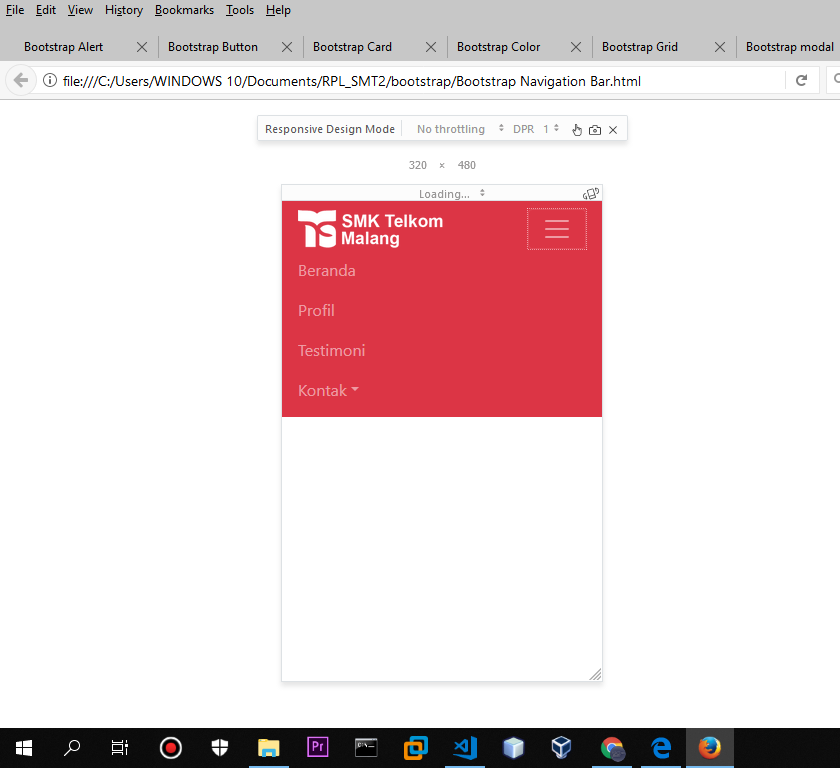 File Edit View History Bookmarks Tools Help
Bootstrap Alert Bootstrap Button Bootstrap Card Bootstrap Color Bootstrap Grid Bootstrap modal
file:///C:/Users/WINDOWS 10/Documents/RPL_SMT2/bootstrap/Bootstrap Navigation Bar.html
Responsive Design Mode No throttling DPR 1
320 × 480
Loading...
SMK Telkom
Malang
Beranda
Profil
Testimoni
Kontak
Pr